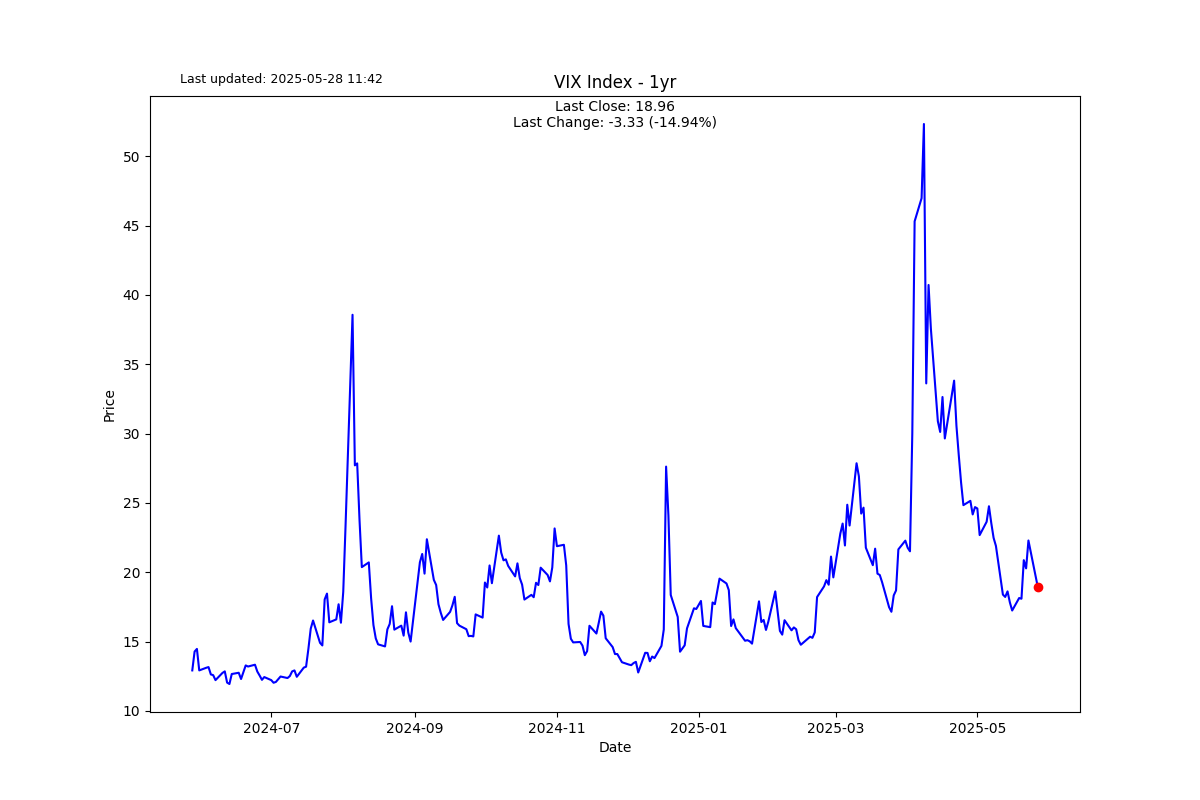 Last updated: 2025-05-28 11:42
VIX Index - 1yr
Last Close: 18.96
Last Change: -3.33 (-14.94%)
50
45
40
35
30
25
20
15
10
Price
2024-07
2024-09
2024-11
2025-01
2025-03
2025-05
Date